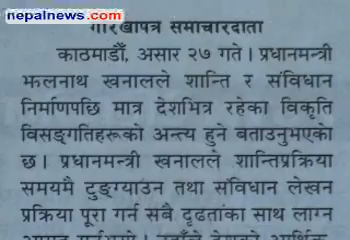 nepalnews.com
गोरखापत्र समाचारदाता
काठमाडौँ, असार २७ गते । प्रधानमन्त्री
झलनाथ खनालले शान्ति र संविधान
निर्माणपछि मात्र देशभित्र रहेका विकृति
विसङ्गतिहरूको अन्त्य हुने बताउनुभएको
छ । प्रधानमन्त्री खनालले शान्तिप्रक्रिया
समयमै टुङ्ग्याउन तथा संविधान लेखन
प्रक्रिया पूरा गर्न सबै दृढताका साथ लाग्न